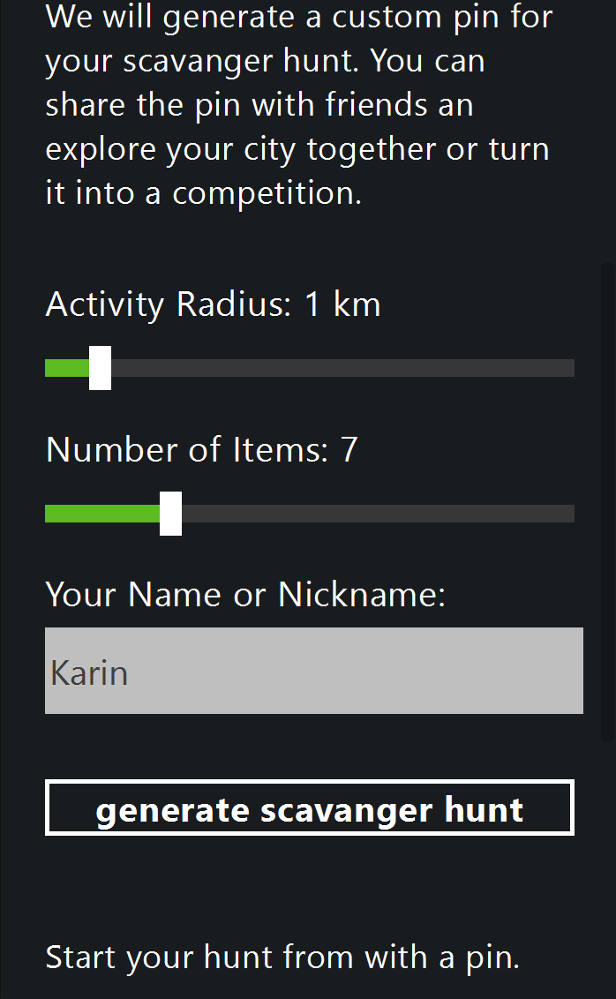 We will generate a custom pin for
your scavanger hunt. You can
share the pin with friends an
explore your city together or turn
it into a competition.
Activity Radius: 1 km
Number of Items: 7
Your Name or Nickname:
Karin
generate scavanger hunt
Start your hunt from with a pin.